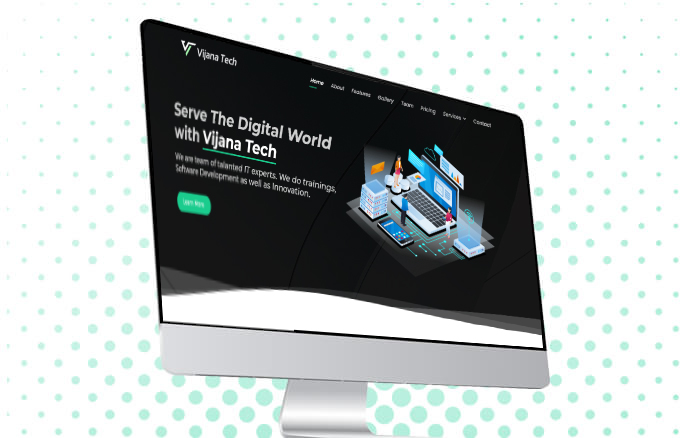 Vijana Tech
Home About Features Gallery Team Pricing Services Contact
Serve The Digital World
with Vijana Tech
We are team of talanted IT experts. We do trainings,
Software Development as well as Innovation.
Learn More